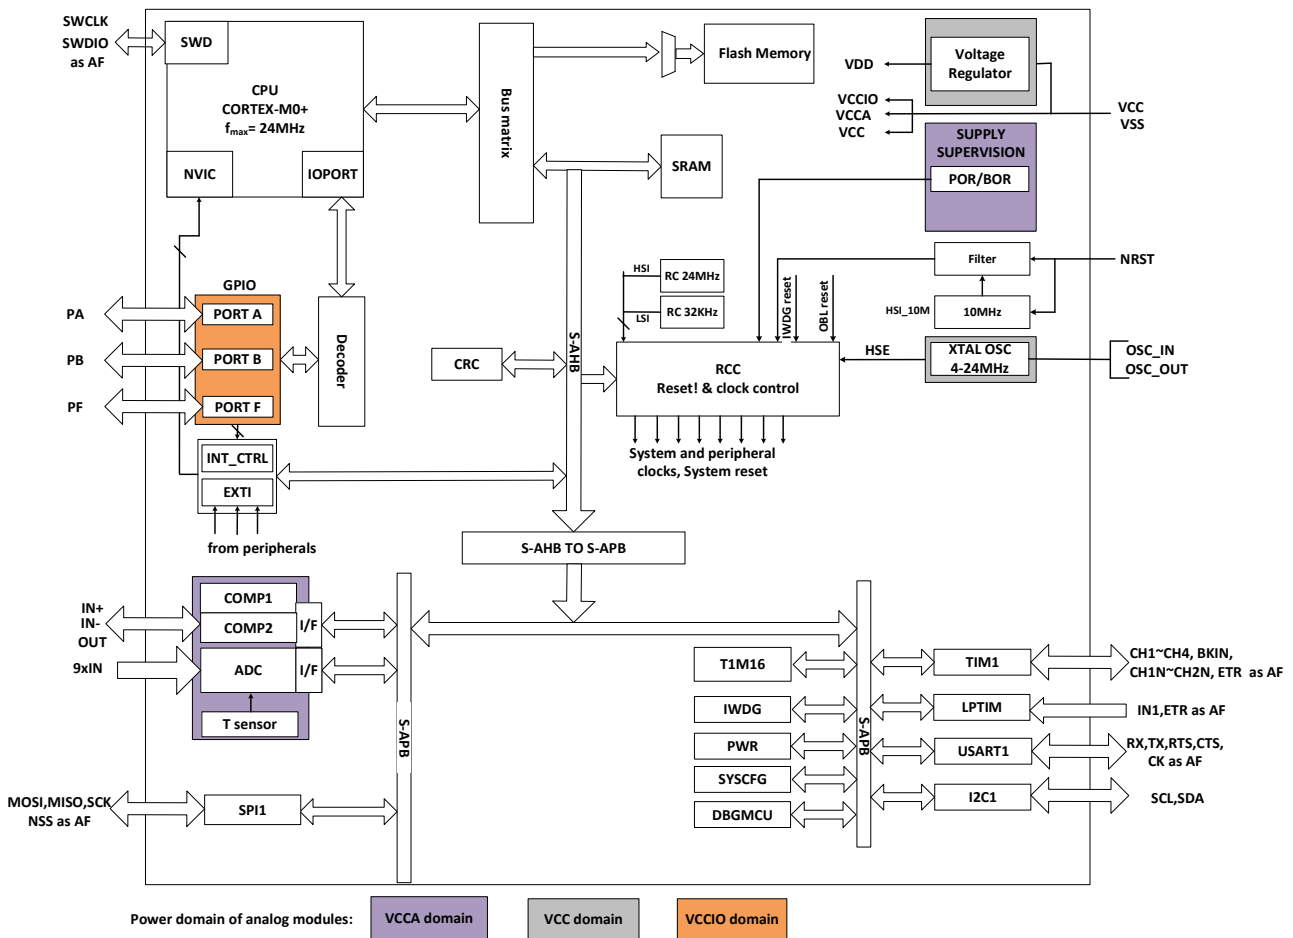 SWCLK
SWDIO
as AF
SWD
CPU
CORTEX-M0+
fmax= 24MHz
NVIC
IOPORT
Bus matrix
Flash Memory
SRAM
Voltage
Regulator
VDD
VCCIO
VCCA
VCC
VCC
VSS
SUPPLY
SUPERVISION
POR/BOR
Filter
NRST
HSI_10M
10MHz
HSI
RC 24MHz
LSI
RC 32KHz
IWDG reset
OBL reset
GPIO
PA
PORT A
PB
PORT B
PF
PORT F
Decoder
CRC
S-AHB
RCC
Reset! & clock control
HSE
XTAL OSC
4-24MHz
OSC_IN
OSC_OUT
System and peripheral
clocks, System reset
INT_CTRL
EXTI
from peripherals
S-AHB TO S-APB
IN+
IN-
OUT
COMP1
COMP2
I/F
9xIN
ADC
I/F
T sensor
S-APB
MOSI,MISO,SCK
NSS as AF
SPI1
T1M16
IWDG
PWR
SYSCFG
DBGMCU
S-APB
TIM1
CH1~CH4, BKIN,
CH1N~CH2N, ETR as AF
LPTIM
IN1,ETR as AF
USART1
RX,TX,RTS,CTS,
CK as AF
I2C1
SCL,SDA
Power domain of analog modules:
VCCA domain
VCC domain
VCCIO domain